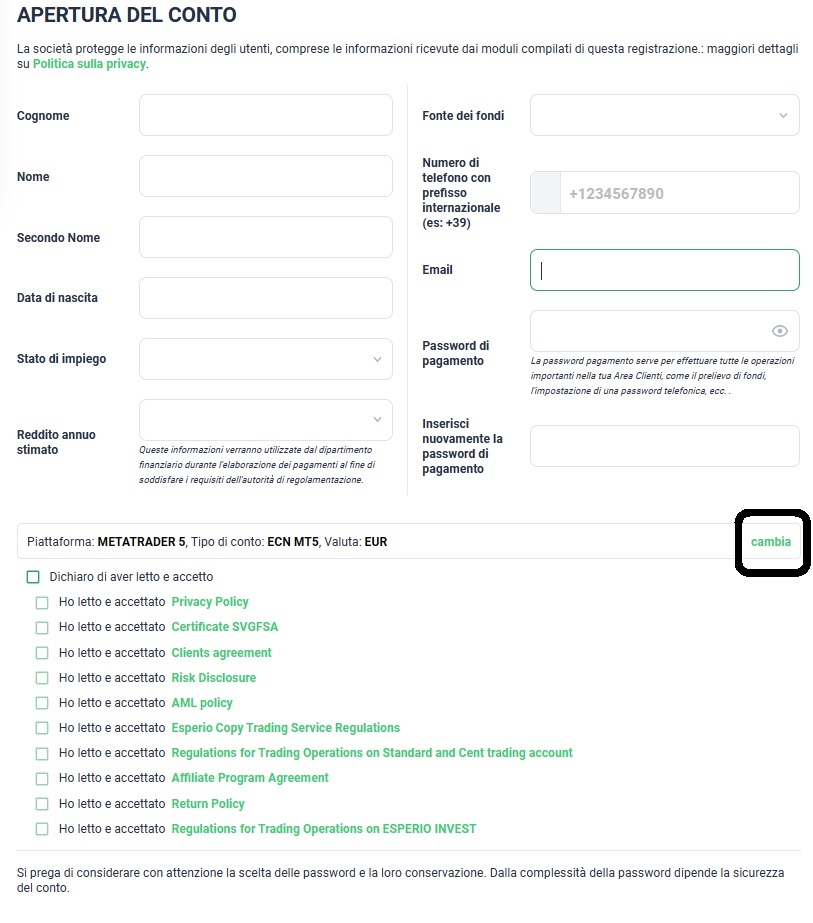 APERTURA DEL CONTO
La società protegge le informazioni degli utenti, comprese le informazioni ricevute dai moduli compilati di questa registrazione.: maggiori dettagli
su Politica sulla privacy.
Cognome
Nome
Secondo Nome
Data di nascita
Stato di impiego
Reddito annuo
stimato
Queste informazioni verranno utilizzate dal dipartimento
finanziario durante l'elaborazione dei pagamenti al fine di
soddisfare i requisiti dell'autorità di regolamentazione.
Fonte dei fondi
Numero di
telefono con
prefisso
internazionale
(es: +39)
+1234567890
Email
Password di
pagamento
La password pagamento serve per effettuare tutte le operazioni
importanti nella tua Area Clienti, come il prelievo di fondi,
l'impostazione di una password telefonica, ecc. .
Inserisci
nuovamente la
password di
pagamento
Piattaforma: METATRADER 5, Tipo di conto: ECN MT5, Valuta: EUR
cambia
Dichiaro di aver letto e accetto
Ho letto e accettato Privacy Policy
Ho letto e accettato Certificate SVGFSA
Ho letto e accettato Clients agreement
Ho letto e accettato Risk Disclosure
Ho letto e accettato AML policy
Ho letto e accettato Esperio Copy Trading Service Regulations
Ho letto e accettato Regulations for Trading Operations on Standard and Cent trading account
Ho letto e accettato Affiliate Program Agreement
Ho letto e accettato Return Policy
Ho letto e accettato Regulations for Trading Operations on ESPERIO INVEST
Si prega di considerare con attenzione la scelta delle password e la loro conservazione. Dalla complessità della password dipende la sicurezza
del conto.